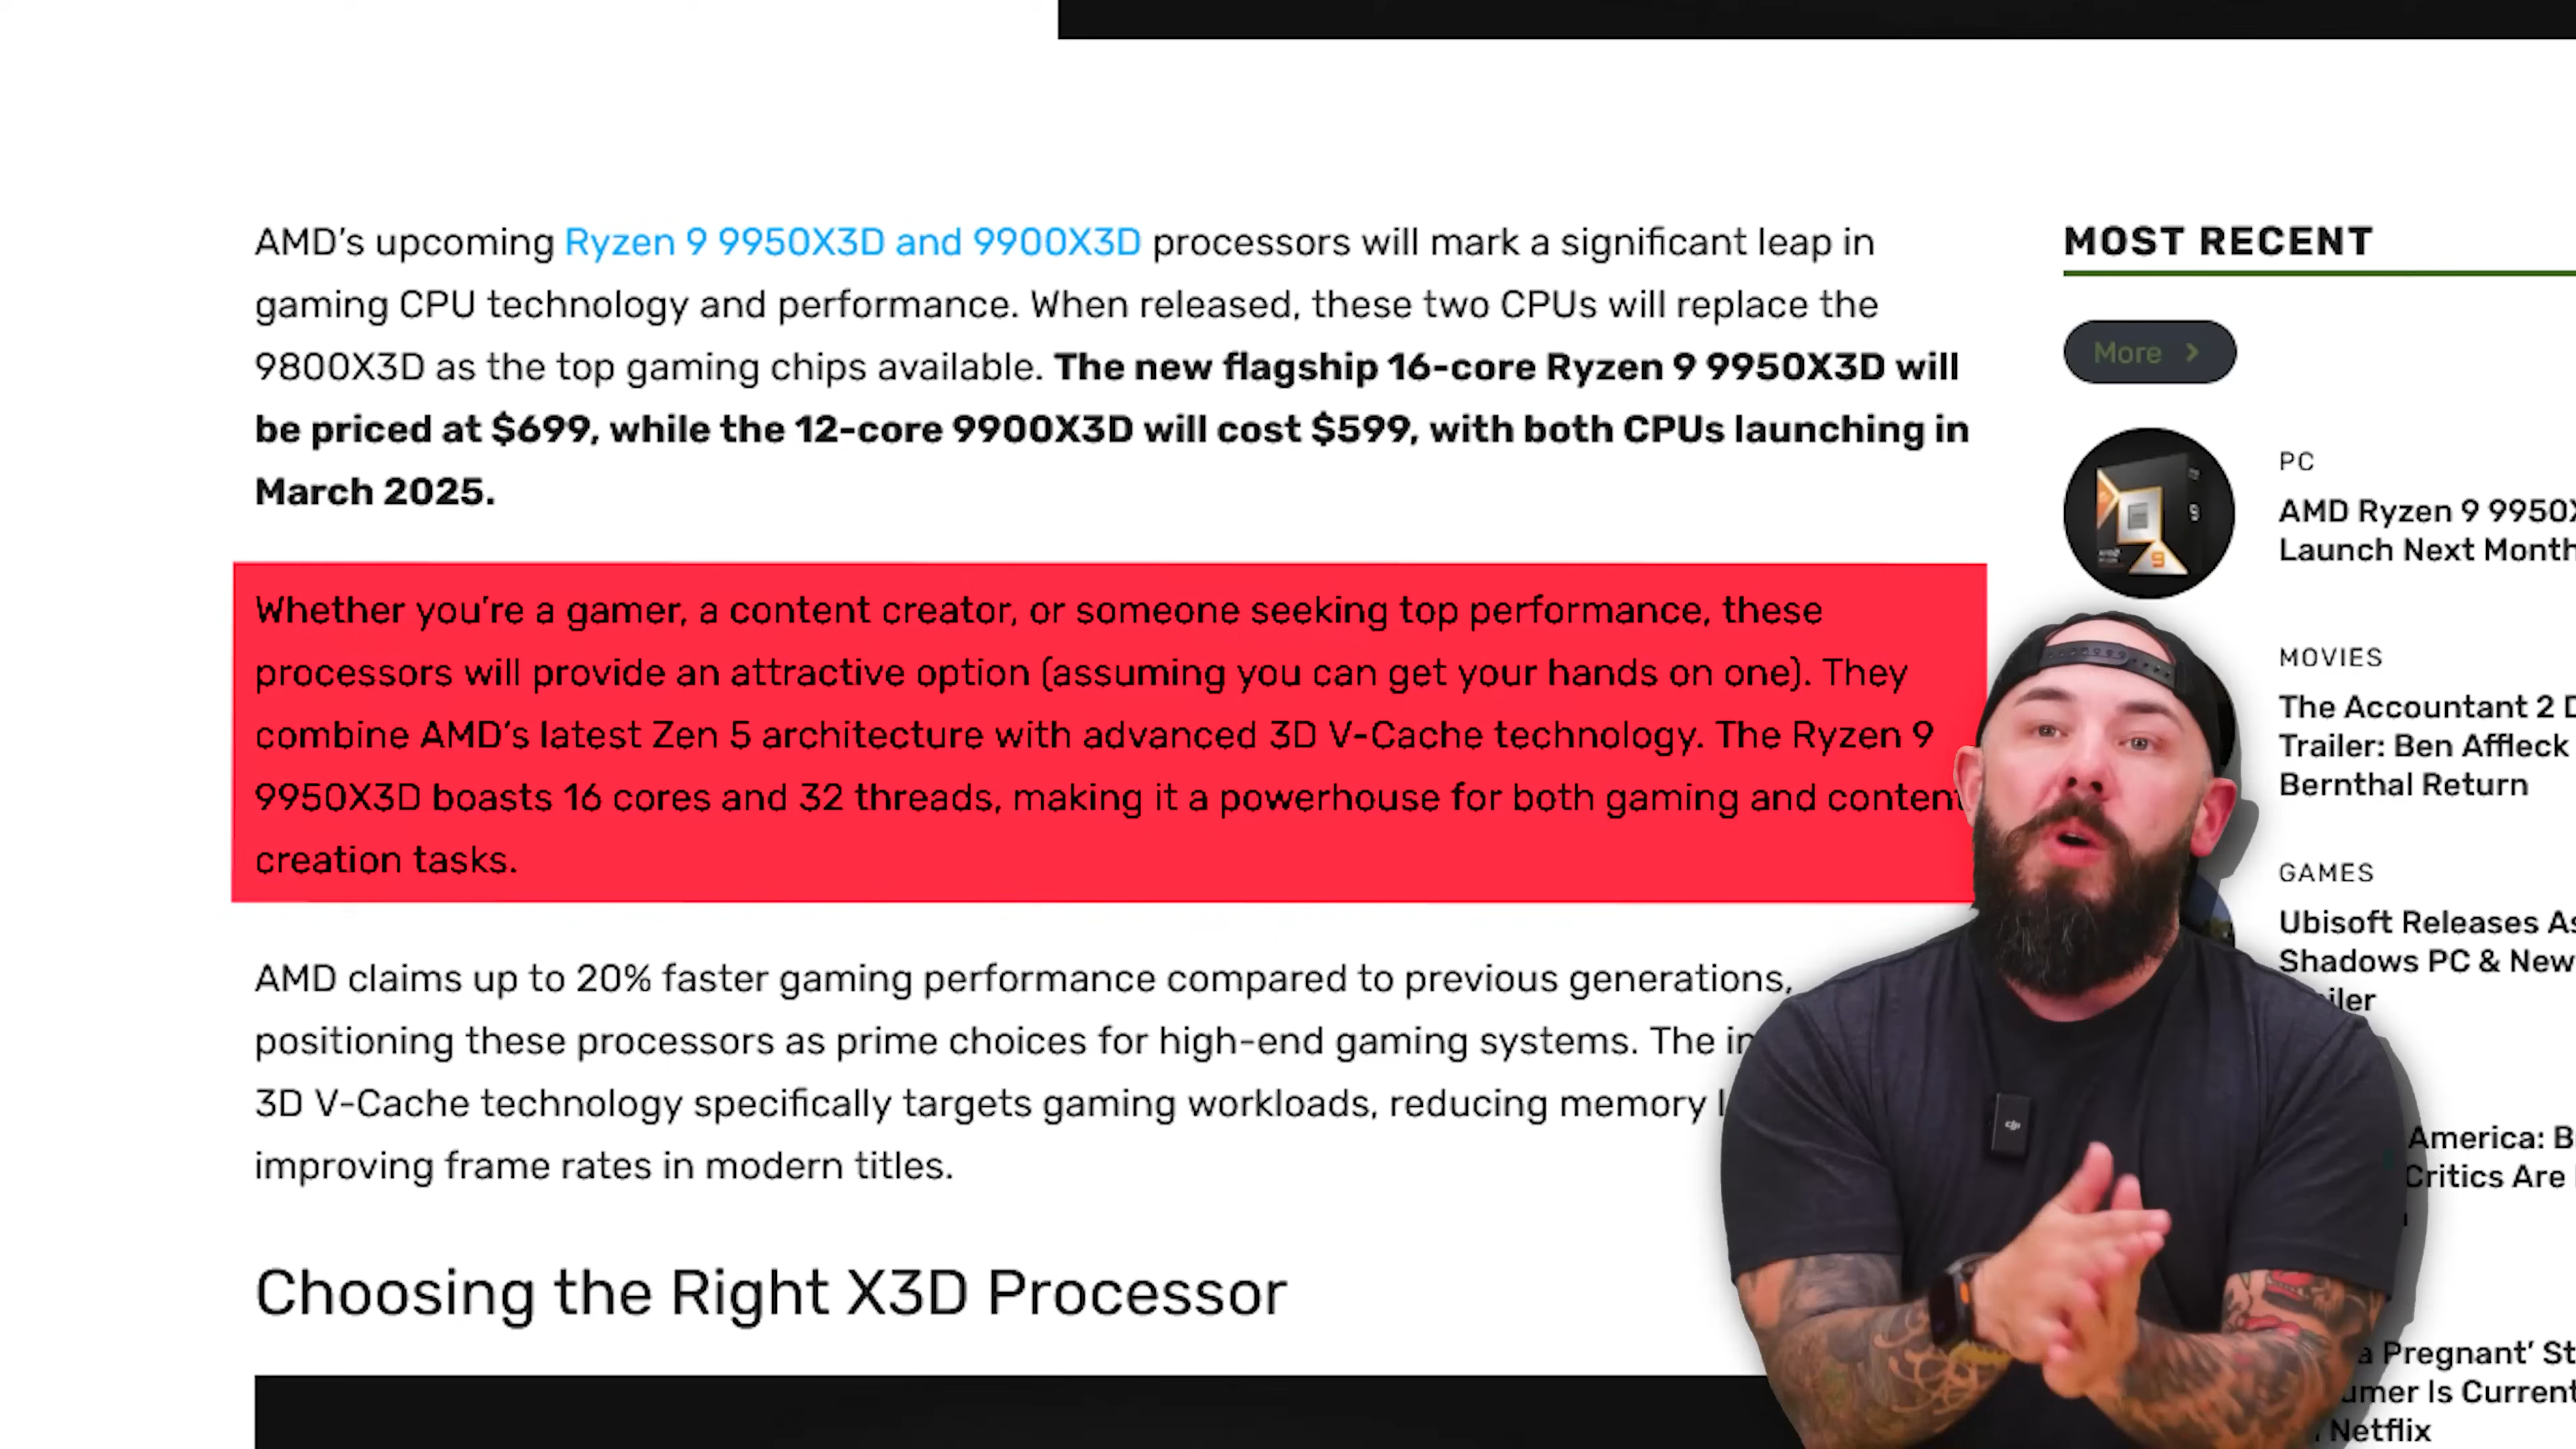 AMD's upcoming Ryzen 9 9950X3D and 9900X3D processors will mark a significant leap in
gaming CPU technology and performance. When released, these two CPUs will replace the
9800X3D as the top gaming chips available. The new flagship 16-core Ryzen 9 9950X3D will
be priced at $699, while the 12-core 9900X3D will cost $599, with both CPUs launching in
March 2025.
Whether you're a gamer, a content creator, or someone seeking top performance, these
processors will provide an attractive option (assuming you can get your hands on one). They
combine AMD's latest Zen 5 architecture with advanced 3D V-Cache technology. The Ryzen 9
9950X3D boasts 16 cores and 32 threads, making it a powerhouse for both gaming and content
creation tasks.
AMD claims up to 20% faster gaming performance compared to previous generations,
positioning these processors as prime choices for high-end gaming systems. The
3D V-Cache technology specifically targets gaming workloads, reducing memory
improving frame rates in modern titles.
Choosing the Right X3D Processor
MOST RECENT
More
PC
AMD Ryzen 9
Launch Next Month
MOVIES
The Accountant 2
Trailer: Ben Affleck
Bernthal Return
GAMES
Ubisoft Releases
Shadows PC & New
America:
Critics Are
Pregnant'
Is
Netflix
9
dji